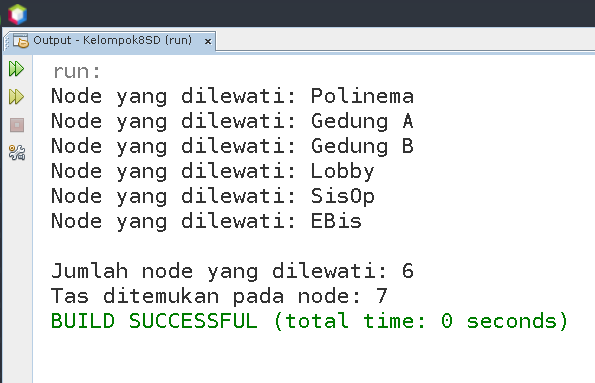 Output - Kelompok8SD (run) ×
run:
Node yang dilewati: Polinema
Node yang dilewati: Gedung A
Node yang dilewati: Gedung B
Node yang dilewati: Lobby
Node yang dilewati: SisOp
Node yang dilewati: EBis
Jumlah node yang dilewati: 6
Tas ditemukan pada node: 7
BUILD SUCCESSFUL (total time: 0 seconds)